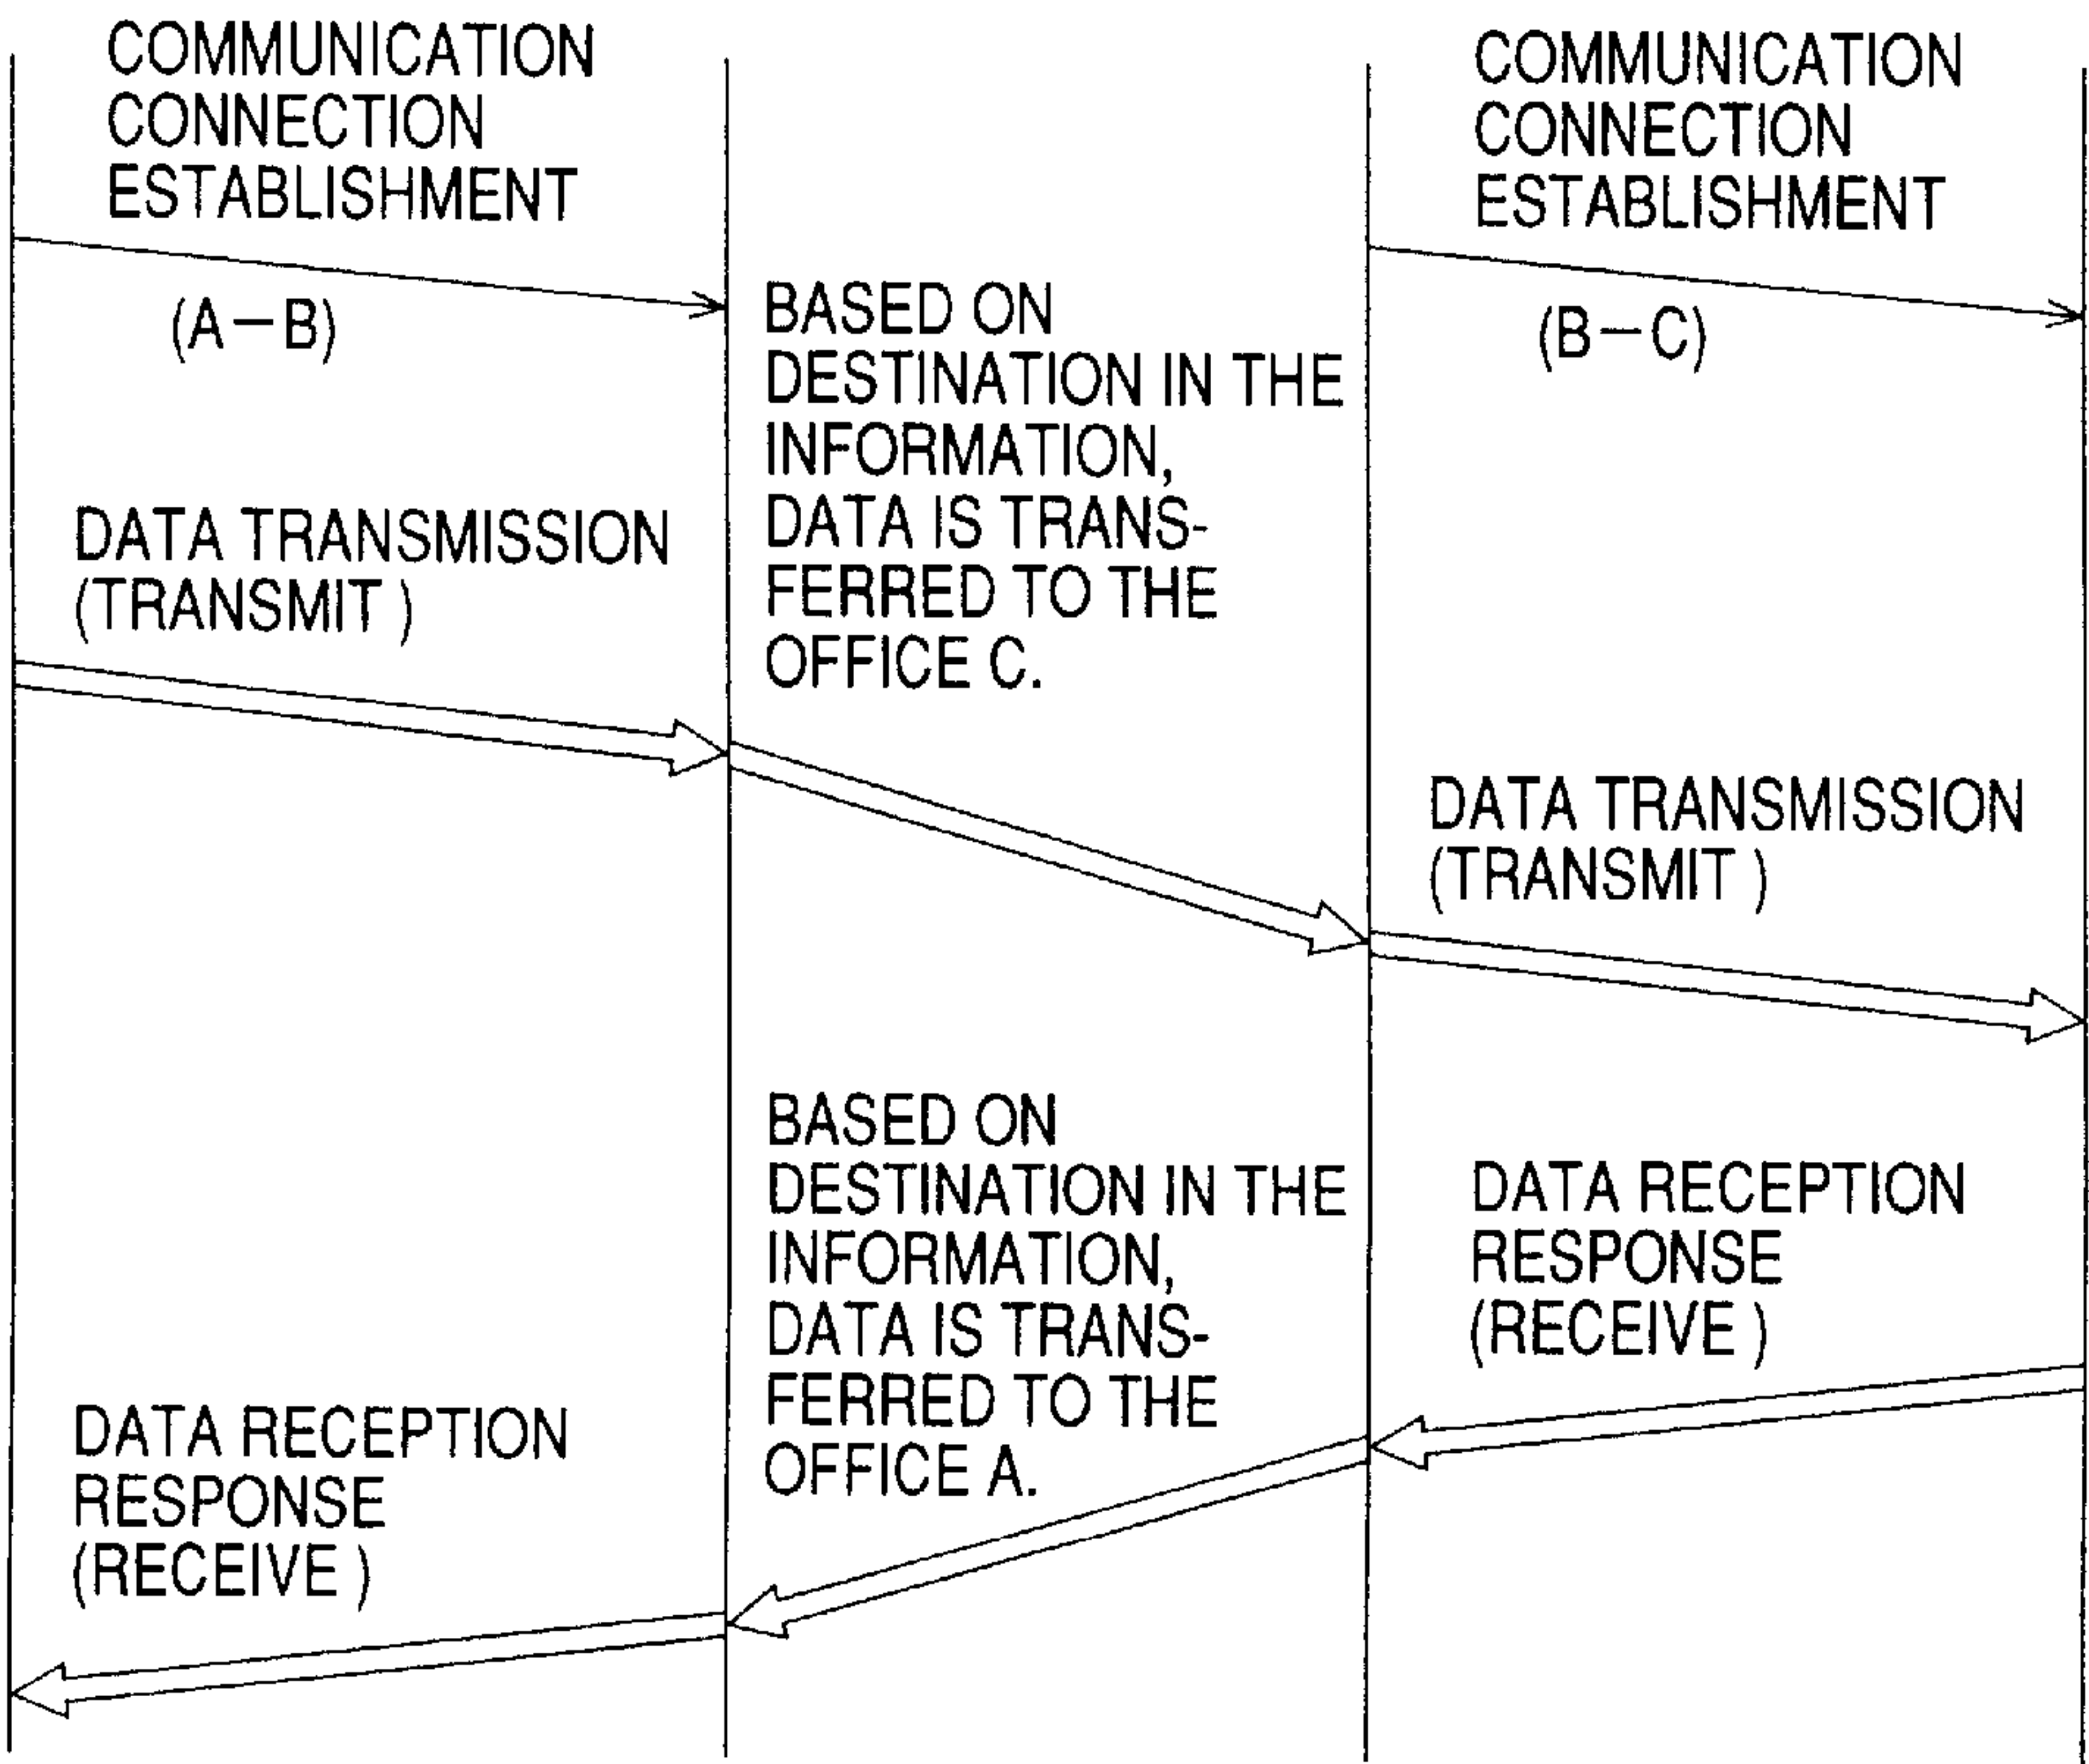 COMMUNICATION
CONNECTION
ESTABLISHMENT
(A—B)
COMMUNICATION
CONNECTION
ESTABLISHMENT
(B—C)
BASED ON
DESTINATION IN THE
INFORMATION,
DATA IS TRANS-
FERRED TO THE
OFFICE C.
DATA TRANSMISSION
(TRANSMIT )
DATA TRANSMISSION
(TRANSMIT )
BASED ON
DESTINATION IN THE
INFORMATION,
DATA IS TRANS-
FERRED TO THE
OFFICE A.
DATA RECEPTION
RESPONSE
(RECEIVE )
DATA RECEPTION
RESPONSE
(RECEIVE )